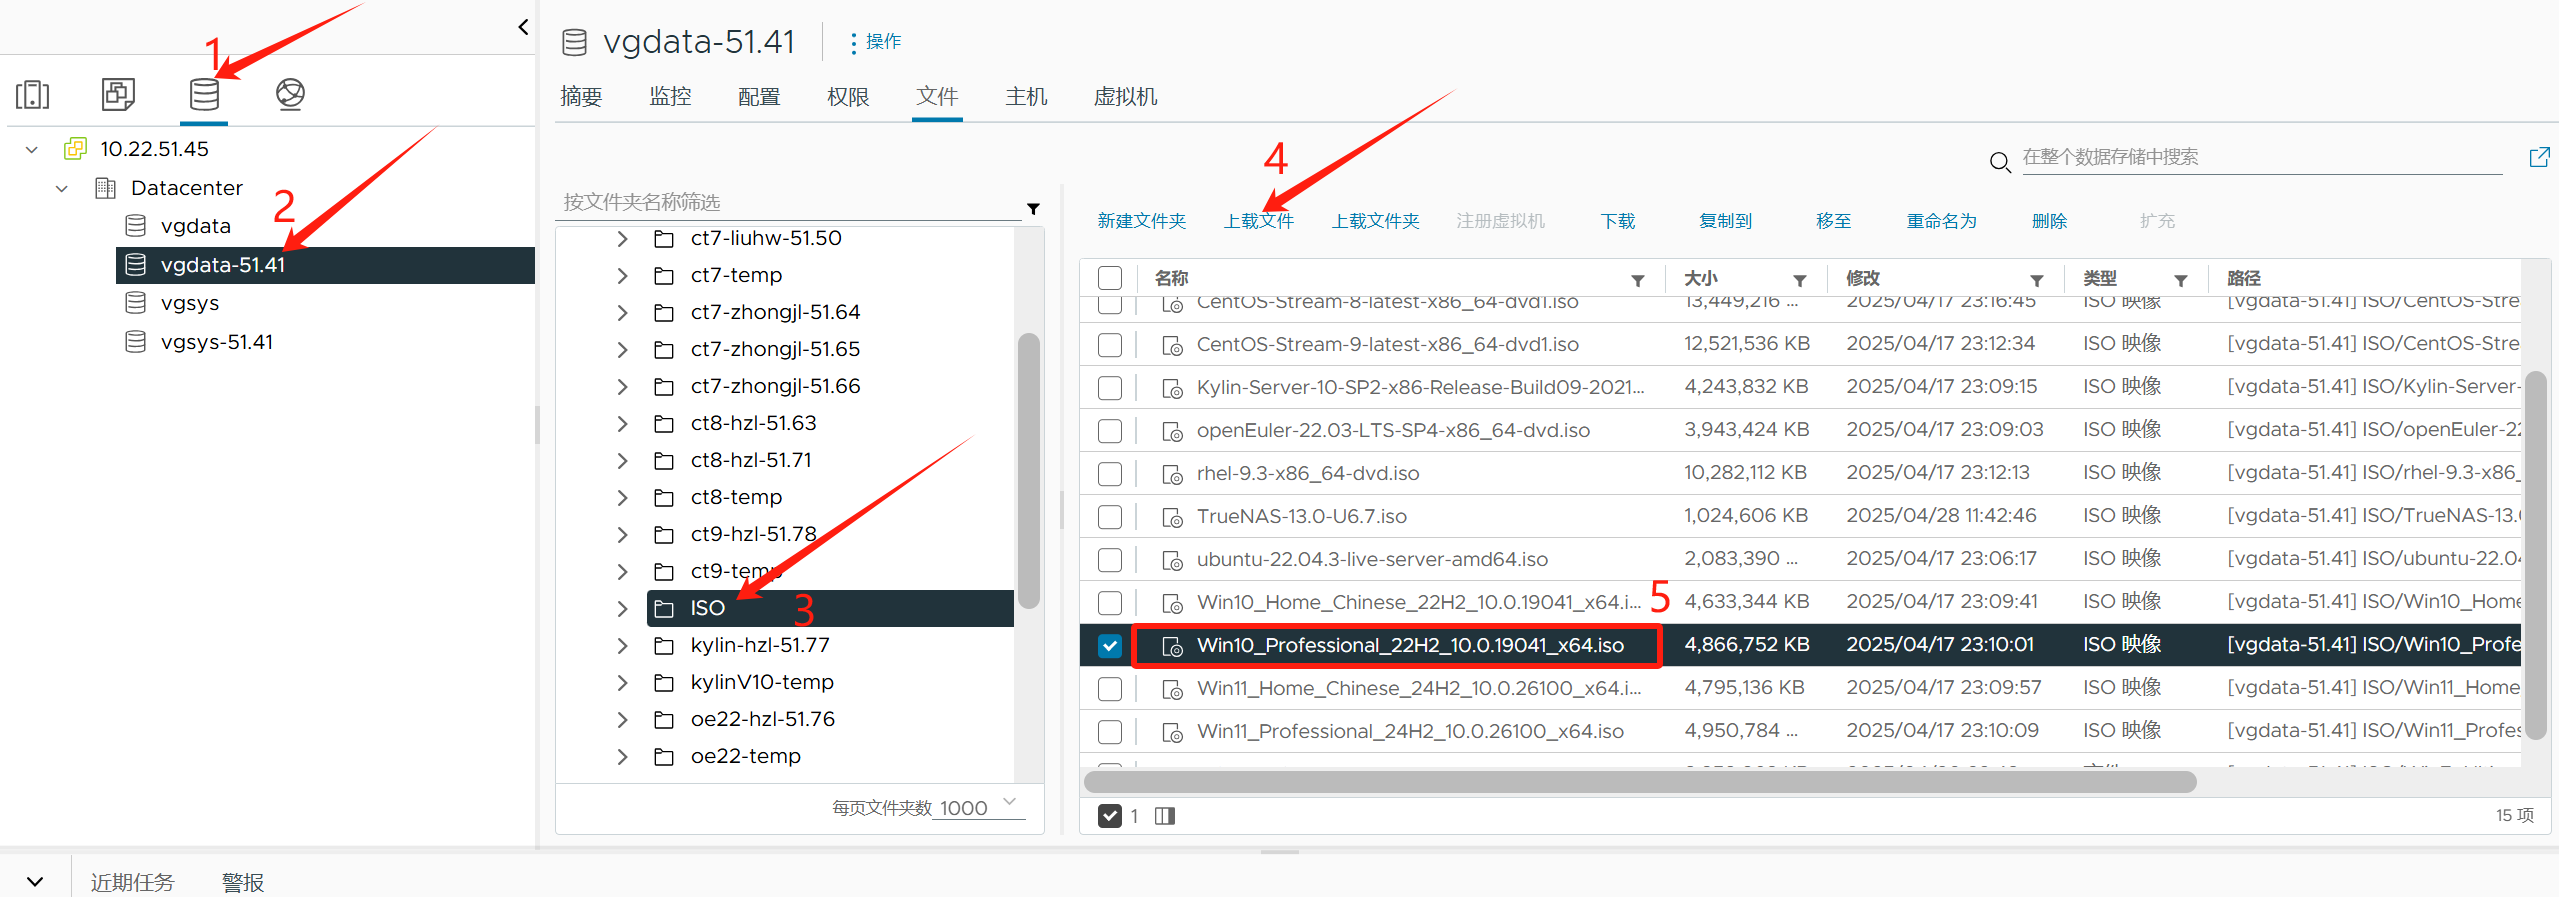 1
vgdata-51.41
操作
摘要
监控
配置
权限
文件
主机
虚拟机
10.22.51.45
Datacenter
vgdata
2
vgdata-51.41
vgsys
vgsys-51.41
按文件夹名称筛选
ct7-liuhw-51.50
ct7-temp
ct7-zhongjl-51.64
ct7-zhongjl-51.65
ct7-zhongjl-51.66
ct8-hzl-51.63
ct8-hzl-51.71
ct8-temp
ct9-hzl-51.78
ct9-temp
ISO 3
kylin-hzl-51.77
kylinV10-temp
oe22-hzl-51.76
oe22-temp
每页文件夹数 1000
在整个数据存储中搜索
4
新建文件夹 上载文件 上载文件夹 注册虚拟机 下载 复制到 移至 重命名为 删除 扩充
名称 大小 修改 类型 路径
CentOS-Stream-8-latest-x86_64-dvd1.iso 13,449,216 ... 2025/04/17 23:16:45 ISO 映像 [vgdata-51.41] ISO/CentOS-Stre
CentOS-Stream-9-latest-x86_64-dvd1.iso 12,521,536 KB 2025/04/17 23:12:34 ISO 映像 [vgdata-51.41] ISO/CentOS-Stre
Kylin-Server-10-SP2-x86-Release-Build09-2021... 4,243,832 KB 2025/04/17 23:09:15 ISO 映像 [vgdata-51.41] ISO/Kylin-Server-
openEuler-22.03-LTS-SP4-x86_64-dvd.iso 3,943,424 KB 2025/04/17 23:09:03 ISO 映像 [vgdata-51.41] ISO/openEuler-22
rhel-9.3-x86_64-dvd.iso 10,282,112 KB 2025/04/17 23:12:13 ISO 映像 [vgdata-51.41] ISO/rhel-9.3-x86_
TrueNAS-13.0-U6.7.iso 1,024,606 KB 2025/04/28 11:42:46 ISO 映像 [vgdata-51.41] ISO/TrueNAS-13.0
ubuntu-22.04.3-live-server-amd64.iso 2,083,390 ... 2025/04/17 23:06:17 ISO 映像 [vgdata-51.41] ISO/ubuntu-22.04
Win10_Home_Chinese_22H2_10.0.19041_x64.i... 5 4,633,344 KB 2025/04/17 23:09:41 ISO 映像 [vgdata-51.41] ISO/Win10_Home
Win10_Professional_22H2_10.0.19041_x64.iso 4,866,752 KB 2025/04/17 23:10:01 ISO 映像 [vgdata-51.41] ISO/Win10_Profe
Win11_Home_Chinese_24H2_10.0.26100_x64.i... 4,795,136 KB 2025/04/17 23:09:57 ISO 映像 [vgdata-51.41] ISO/Win11_Home
Win11_Professional_24H2_10.0.26100_x64.iso 4,950,784 ... 2025/04/17 23:10:09 ISO 映像 [vgdata-51.41] ISO/Win11_Profes
1
15 项
近期任务
警报